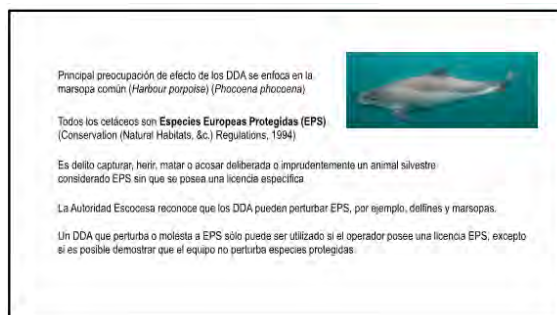 Principal preocupación de efecto de los DDA se enfoca en la
marsopa común (Harbour porpoise) (Phocoena phocoena)
Todos los cetáceos son Especies Europeas Protegidas (EPS)
(Conservation (Natural Habitats, &c.) Regulations, 1994)
Es delito capturar, herir, matar o acosar deliberada o imprudentemente un animal silvestre
considerado EPS sin que se posea una licencia específica
La Autoridad Escocesa reconoce que los DDA pueden perturbar EPS, por ejemplo, delfines y marsopas.
Un DDA que perturba o molesta a EPS sólo puede ser utilizado si el operador posee una licencia EPS, excepto
si es posible demostrar que el equipo no perturba especies protegidas.